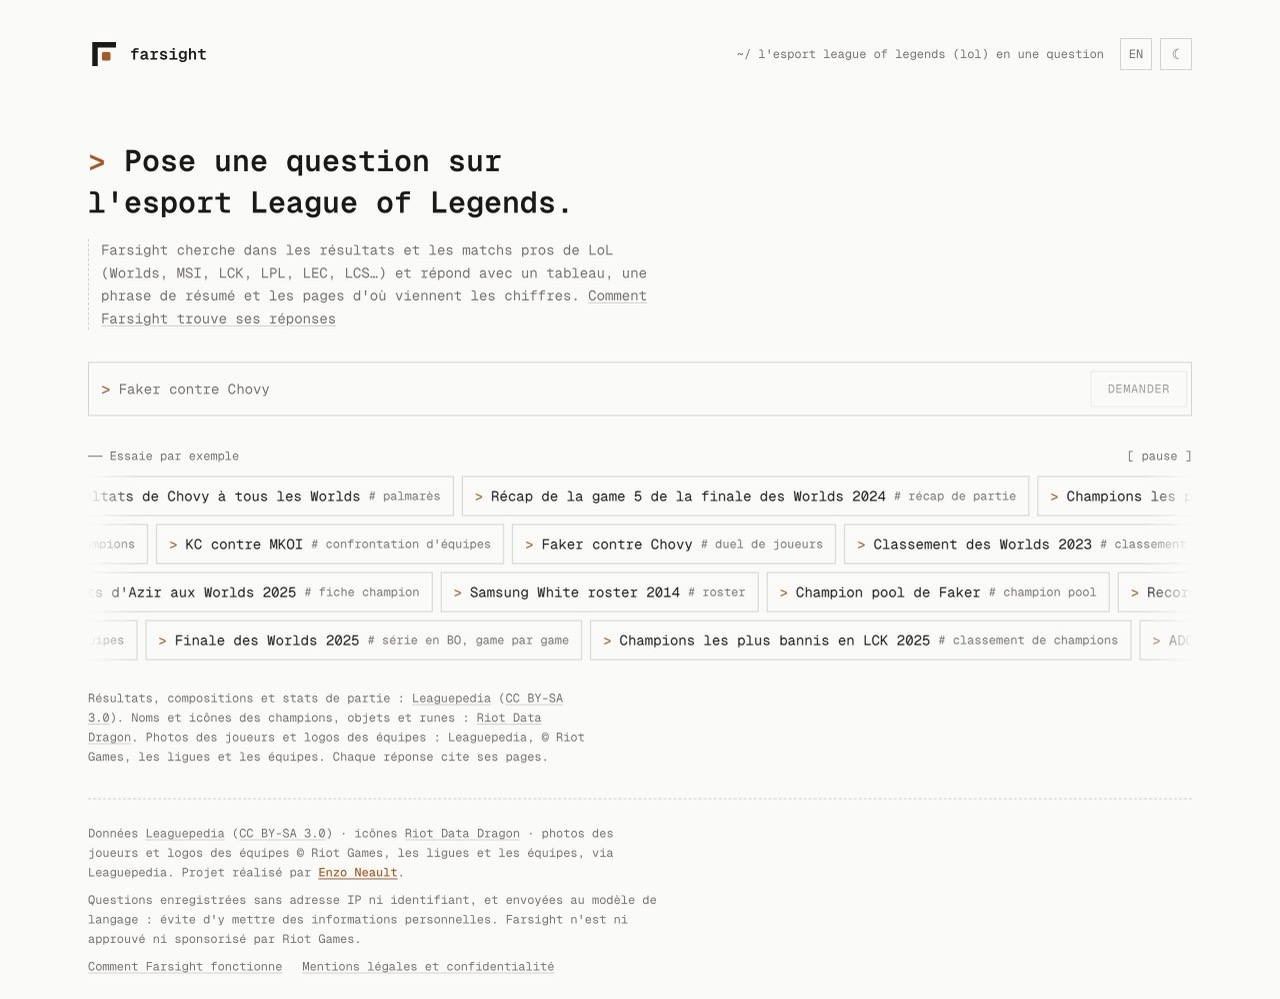 farsight
~/ l'esport league of legends (lol) en une question
EN
> Pose une question sur
l'esport League of Legends.
Farsight cherche dans les résultats et les matchs pros de LoL
(Worlds, MSI, LCK, LPL, LEC, LCS…) et répond avec un tableau, une
phrase de résumé et les pages d'où viennent les chiffres. Comment
Farsight trouve ses réponses
> Faker contre Chovy
DEMANDER
—— Essaie par exemple
[ pause ]
de Chovy à tous les Worlds # palmarès > Récap de la game 5 de la finale des Worlds 2024 # récap de partie > Champions les
> KC contre MKOI # confrontation d'équipes > Faker contre Chovy # duel de joueurs > Classement des Worlds 2023 # classement
d'Azir aux Worlds 2025 # fiche champion > Samsung White roster 2014 # roster > Champion pool de Faker # champion pool >
> Finale des Worlds 2025 # série en BO, game par game > Champions les plus bannis en LCK 2025 # classement de champions >
Résultats, compositions et stats de partie : Leaguepedia (CC BY-SA
3.0). Noms et icônes des champions, objets et runes : Riot Data
Dragon. Photos des joueurs et logos des équipes : Leaguepedia, © Riot
Games, les ligues et les équipes. Chaque réponse cite ses pages.
Données Leaguepedia (CC BY-SA 3.0) · icônes Riot Data Dragon · photos des
joueurs et logos des équipes © Riot Games, les ligues et les équipes, via
Leaguepedia. Projet réalisé par Enzo Neault.
Questions enregistrées sans adresse IP ni identifiant, et envoyées au modèle de
langage : évite d'y mettre des informations personnelles. Farsight n'est ni
approuvé ni sponsorisé par Riot Games.
Comment Farsight fonctionne Mentions légales et confidentialité